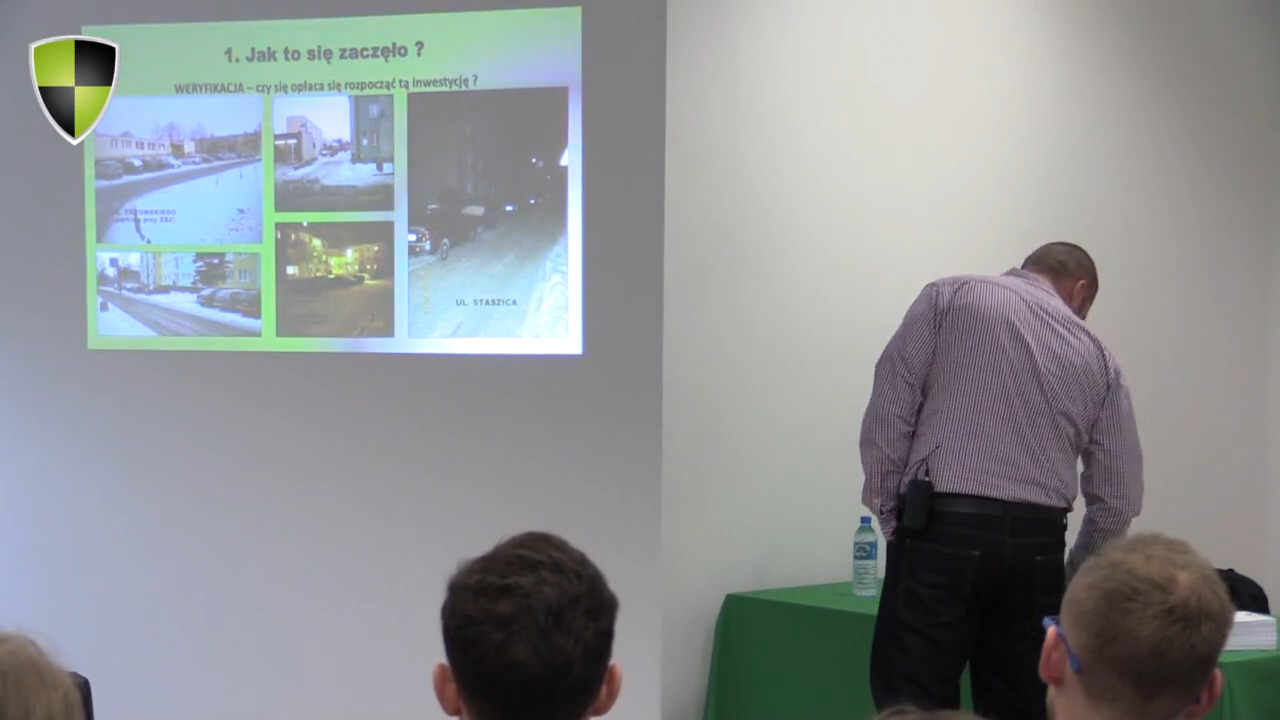 1. Jak to się zaczęło ?
WERYFIKACJA – czy się opłaca się rozpocząć tą inwestycję ?
UL. STASZICA